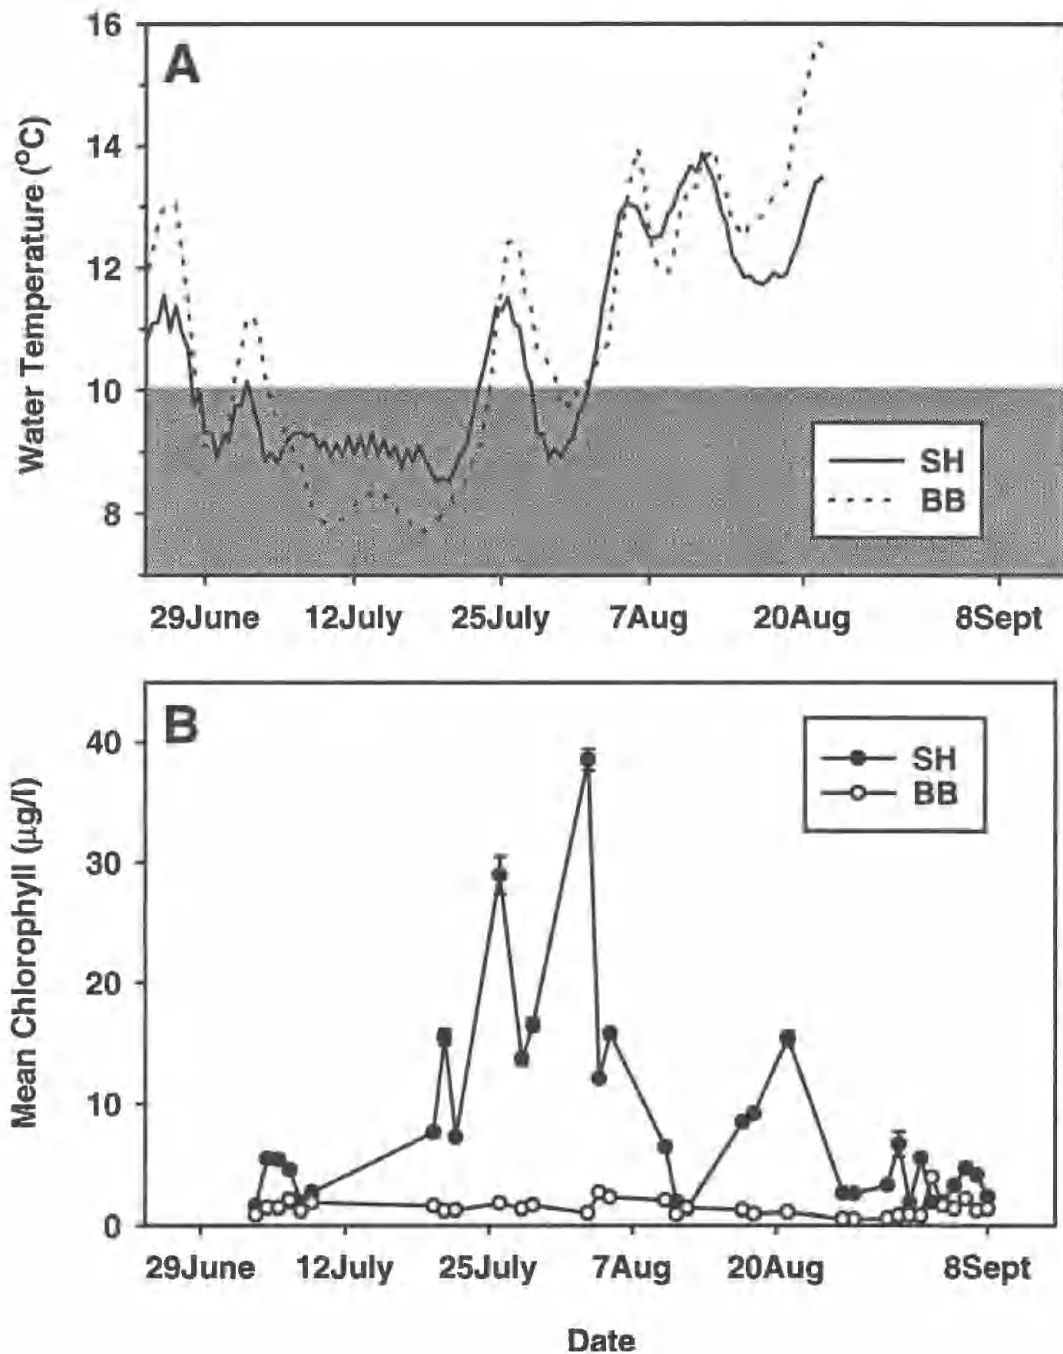 A
Water Temperature (°C)
16
14
12
10
8
SH
BB
29June 12July 25July 7Aug 20Aug 8Sept
B
Mean Chlorophyll (µg/l)
40
30
20
10
0
SH
BB
29June 12July 25July 7Aug 20Aug 8Sept
Date